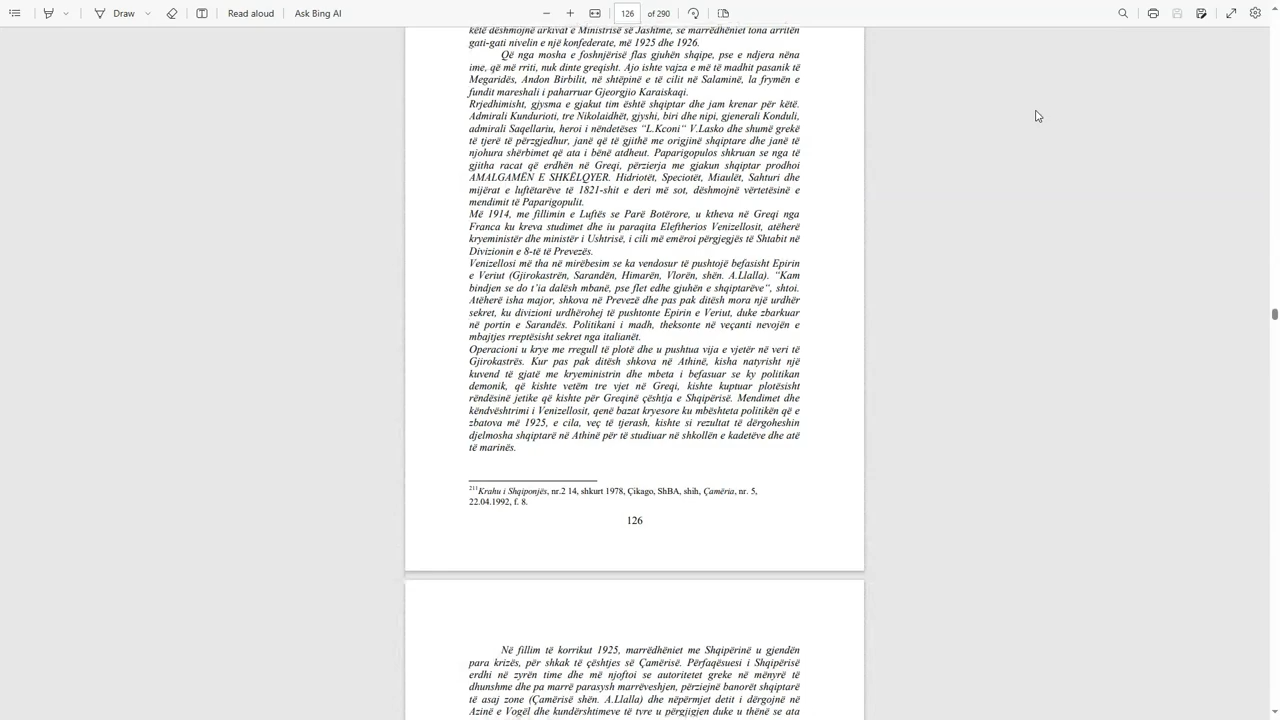 Draw
Read aloud
Ask Bing AI
126
of 290
këtë dëshmojnë arkivat e Ministrisë së Jashtme, se marrëdhëniet tona arritën
gati-gati nivelin e një konfederate, më 1925 dhe 1926.
Që nga mosha e foshnjërisë flas gjuhën shqipe, pse e ndjera nëna
ime, që më rriti, nuk dinte greqisht. Ajo ishte vajza e më të madhit pasanik të
Megaridës, Andon Birbilit, në shtëpinë e të cilit në Salaminë, la frymën e
fundit mareshali i paharruar Gjeorgjio Karaiskaqi.
Rrjedhimisht, gjysma e gjakut tim është shqiptar dhe jam krenar për këtë.
Admirali Kundurioti, tre Nikolaidhët, gjyshi, biri dhe nipi, gjenerali Konduli,
admirali Saqellariu, heroi i nëndetëses "L.Kconi" V.Lasko dhe shumë grekë
të tjerë të përzgjedhur, janë që të gjithë me origjinë shqiptare dhe janë të
njohura shërbimet që ata i bënë atdheut. Paparigopulos shkruan se nga të
gjitha racat që erdhën në Greqi, përzierja me gjakun shqiptar prodhoi
AMALGAMËN E SHKËLQYER. Hidriotët, Speciotët, Miaulët, Sahturi dhe
mijërat e luftëtarëve të 1821-shit e deri më sot, dëshmojnë vërtetësinë e
mendimit të Paparigopulit.
Më 1914, me fillimin e Luftës se Parë Botërore, u ktheva në Greqi nga
Franca ku kreva studimet dhe iu paraqita Eleftherios Venizellosit, atëherë
kryeministër dhe ministër i Ushtrisë, i cili më emëroi përgjegjës të Shtabit në
Divizionin e 8-të të Prevezës.
Venizellosi më tha në mirëbesim se ka vendosur të pushtojë befasisht Epirin
e Veriut (Gjirokastrën, Sarandën, Himarën, Vlorën, shën. A.Llalla). "Kam
bindjen se do t'ia dalësh mbanë, pse flet edhe gjuhën e shqiptarëve", shtoi.
Atëherë isha major, shkova në Prevezë dhe pas pak ditësh mora një urdhër
sekret, ku divizioni urdhërohej të pushtonte Epirin e Veriut, duke zbarkuar
në portin e Sarandës. Politikani i madh, theksonte në veçanti nevojën e
mbajtjes rreptësisht sekret nga italianët.
Operacioni u krye me rregull të plotë dhe u pushtua vija e vjetër në veri të
Gjirokastrës. Kur pas pak ditësh shkova në Athinë, kisha natyrisht një
kuvend të gjatë me kryeministrin dhe mbeta i befasuar se ky politikan
demonik, që kishte vetëm tre vjet në Greqi, kishte kuptuar plotësisht
rëndësinë jetike që kishte për Greqinë çështja e Shqipërisë. Mendimet dhe
këndvështrimi i Venizellosit, qenë bazat kryesore ku mbështeta politikën që e
zbatova më 1925, e cila, veç të tjerash, kishte si rezultat të dërgoheshin
djelmosha shqiptarë në Athinë për të studiuar në shkollën e kadetëve dhe atë
të marinës.
211Krahu i Shqiponjës, nr.2 14, shkurt 1978, Çikago, ShBA, shih, Çamëria, nr. 5,
22.04.1992, f. 8.
126
Në fillim të korrikut 1925, marrëdhëniet me Shqipërinë u gjendën
para krizës, për shkak të çështjes së Çamërisë. Përfaqësuesi i Shqipërisë
erdhi në zyrën time dhe më njoftoi se autoritetet greke në mënyrë të
dhunshme dhe pa marrë parasysh marrëveshjen, përziejnë banorët shqiptarë
të asaj zone (Çamërisë shën. A.Llalla) dhe nëpërmjet detit i dërgojnë në
Azinë e Vogël dhe kundërshtimeve të tyre u përgjigjen duke u thënë se ata